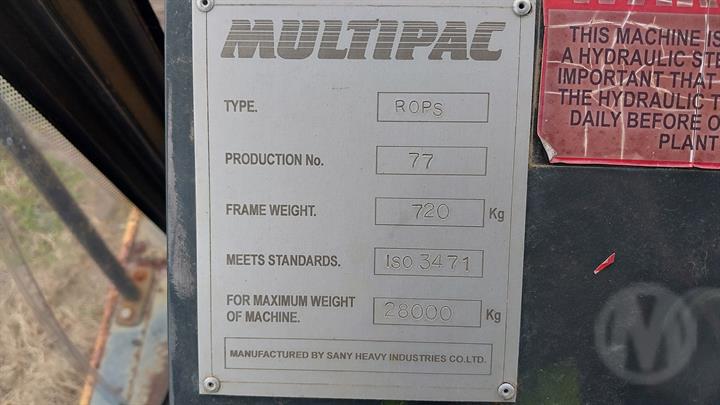 MULTIPAC
TYPE. ROPS
PRODUCTION No. 77
FRAME WEIGHT. 720 Kg
MEETS STANDARDS. ISO 3471
FOR MAXIMUM WEIGHT
OF MACHINE. 28000 Kg
MANUFACTURED BY SANY HEAVY INDUSTRIES CO.LTD.
THIS MACHINE IS
A HYDRAULIC STE
IMPORTANT THAT
THE HYDRAULIC T
DAILY BEFORE O
PLANT
M